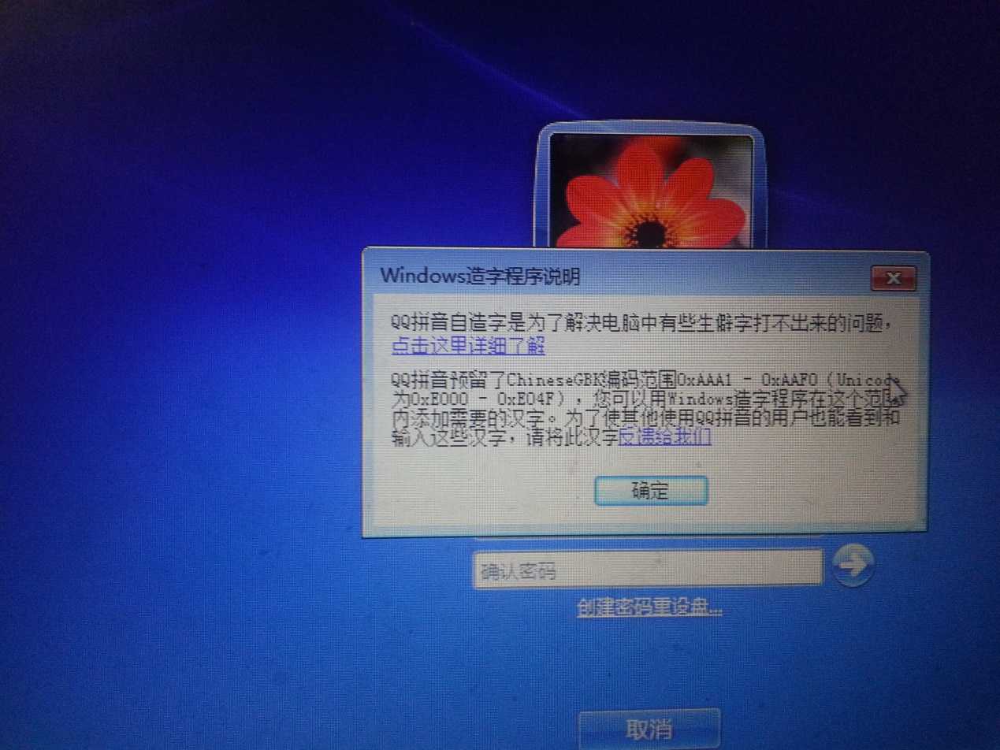 Windows造字程序说明
QQ拼音自造字是为了解决电脑中有些生僻字打不出来的问题，
点击这里详细了解
QQ拼音预留了ChineseGBK编码范围0xAAA1 - 0xAAF0（Unicode
为0xE000 - 0xE04F），您可以用Windows造字程序在这个范围
内添加需要的汉字。为了使其他使用QQ拼音的用户也能看到和
输入这些汉字，请将此汉字反馈给我们
确定
确认密码
创建密码重设盘...
取消